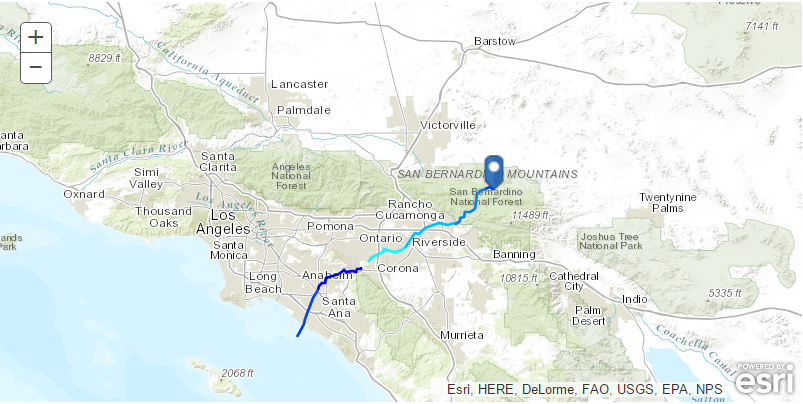 +
−
8829 ft
7141 ft
Barstow
California Aqueduct
Lancaster
Palmdale
Victorville
Santa Clara River
Santa
Clarita
Simi
Valley
Angeles
National
Forest
SAN BERNARDINO MOUNTAINS
San Bernardino
National Forest
Oxnard
Thousand
Oaks
Los Angeles River
Los
Angeles
Rancho
Cucamonga
11489 ft
Twentynine
Palms
Pomona
Ontario
Riverside
Joshua Tree
National Park
Santa
Monica
Banning
Long
Beach
Anaheim
Corona
10815 ft
Cathedral
City
5335 ft
Indio
Santa
Ana
Palm
Desert
Murrieta
Coachella Canal
2068 ft
Salton
POWERED BY
esri
Esri, HERE, DeLorme, FAO, USGS, EPA, NPS